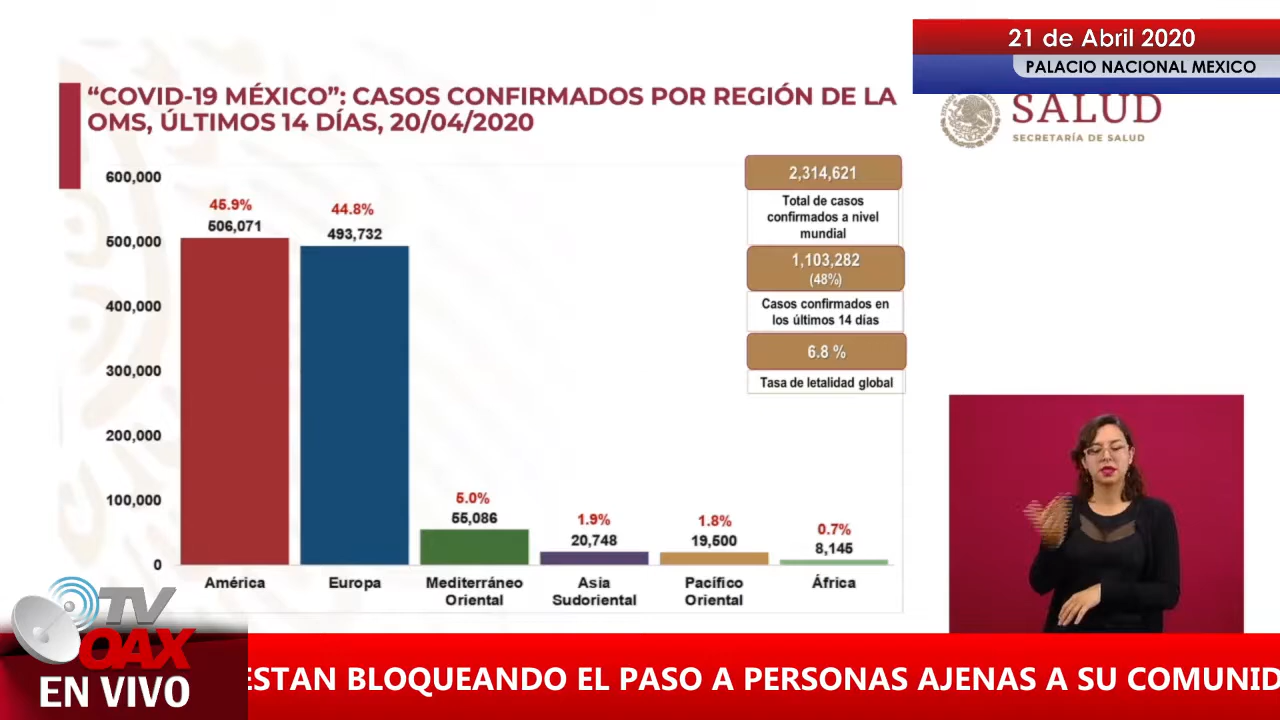 21 de Abril 2020
PALACIO NACIONAL MEXICO
“COVID-19 MÉXICO”: CASOS CONFIRMADOS POR REGIÓN DE LA
OMS, ÚLTIMOS 14 DÍAS, 20/04/2020
SALUD
SECRETARÍA DE SALUD
600,000
500,000
400,000
300,000
200,000
100,000
0
45.9%
506,071
44.8%
493,732
5.0%
55,086
1.9%
20,748
1.8%
19,500
0.7%
8,145
América
Europa
Mediterráneo
Oriental
Asia
Sudoriental
Pacífico
Oriental
África
2,314,621
Total de casos
confirmados a nivel
mundial
1,103,282
(48%)
Casos confirmados en
los últimos 14 días
6.8 %
Tasa de letalidad global
TV
OAX
EN VIVO
ESTAN BLOQUEANDO EL PASO A PERSONAS AJENAS A SU COMUNID